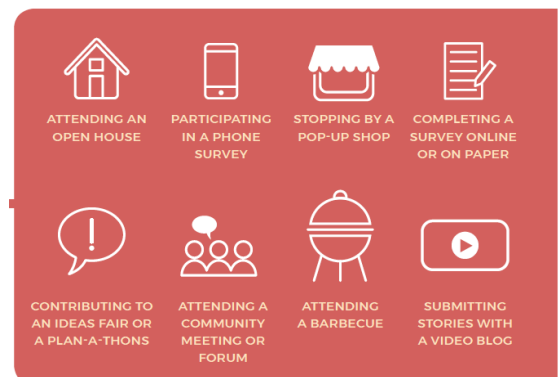 ATTENDING AN
OPEN HOUSE
PARTICIPATING
IN A PHONE
SURVEY
STOPPING BY A
POP-UP SHOP
COMPLETING A
SURVEY ONLINE
OR ON PAPER
CONTRIBUTING TO
AN IDEAS FAIR OR
A PLAN-A-THONS
ATTENDING A
COMMUNITY
MEETING OR
FORUM
ATTENDING
A BARBECUE
SUBMITTING
STORIES WITH
A VIDEO BLOG